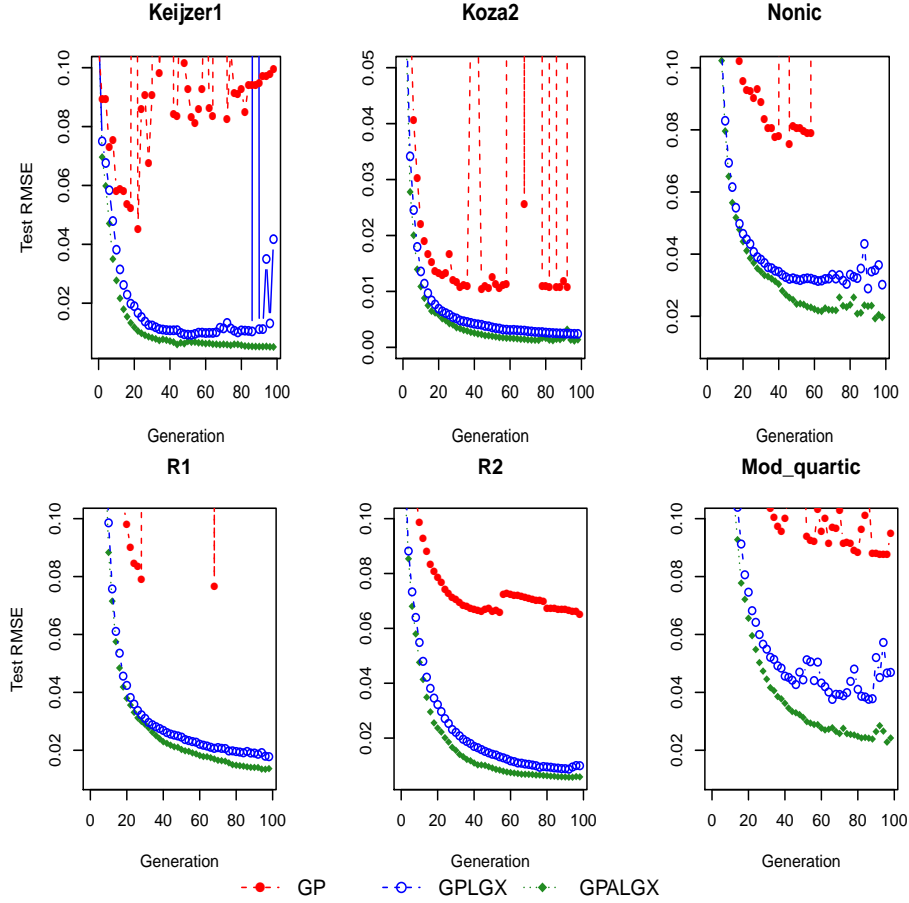 Keijzer1
Koza2
Nonic
Test RMSE
0.02 0.04 0.06 0.08 0.10
0 20 40 60 80 100
Generation
0.00 0.01 0.02 0.03 0.04 0.05
0 20 40 60 80 100
Generation
0.02 0.04 0.06 0.08 0.10
0 20 40 60 80 100
Generation
R1
R2
Mod_quartic
Test RMSE
0.02 0.04 0.06 0.08 0.10
0 20 40 60 80 100
Generation
0.02 0.04 0.06 0.08 0.10
0 20 40 60 80 100
Generation
0.02 0.04 0.06 0.08 0.10
0 20 40 60 80 100
Generation
GP GPLGX GPALGX